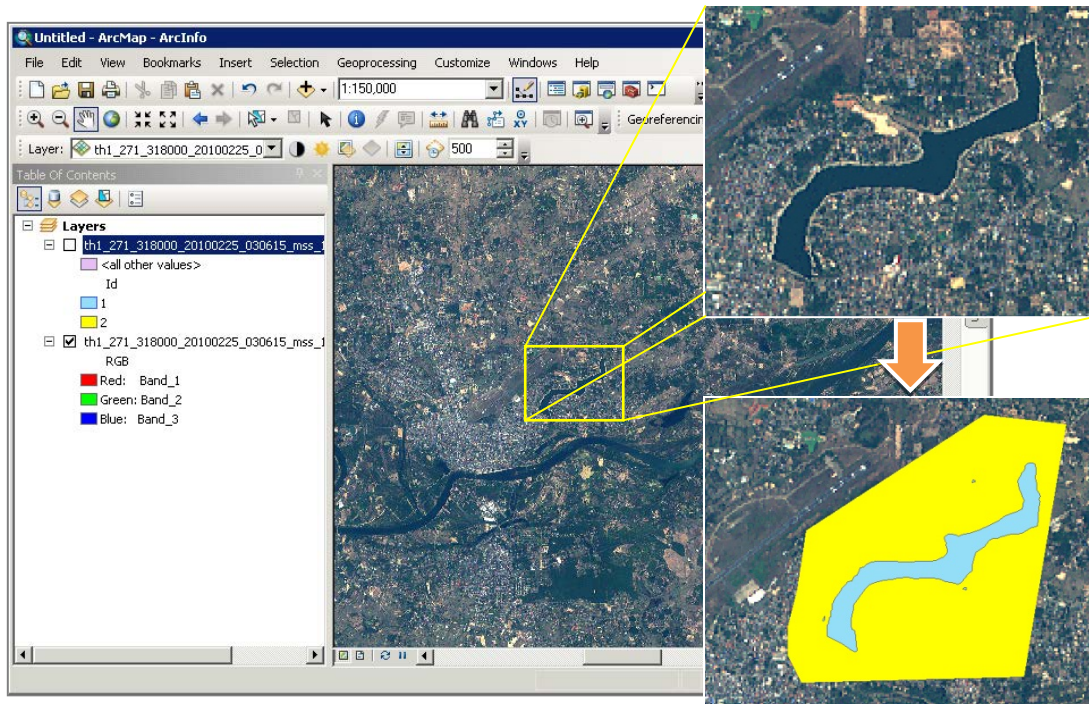 Untitled - ArcMap - ArcInfo
File Edit View Bookmarks Insert Selection Geoprocessing Customize Windows Help
1:150,000
Georeferencin
Layer: th1_271_318000_20100225_0 500
Table Of Contents
Layers
th1_271_318000_20100225_030615_mss_1
<all other values>
Id
1
2
th1_271_318000_20100225_030615_mss_1
RGB
Red: Band_1
Green: Band_2
Blue: Band_3